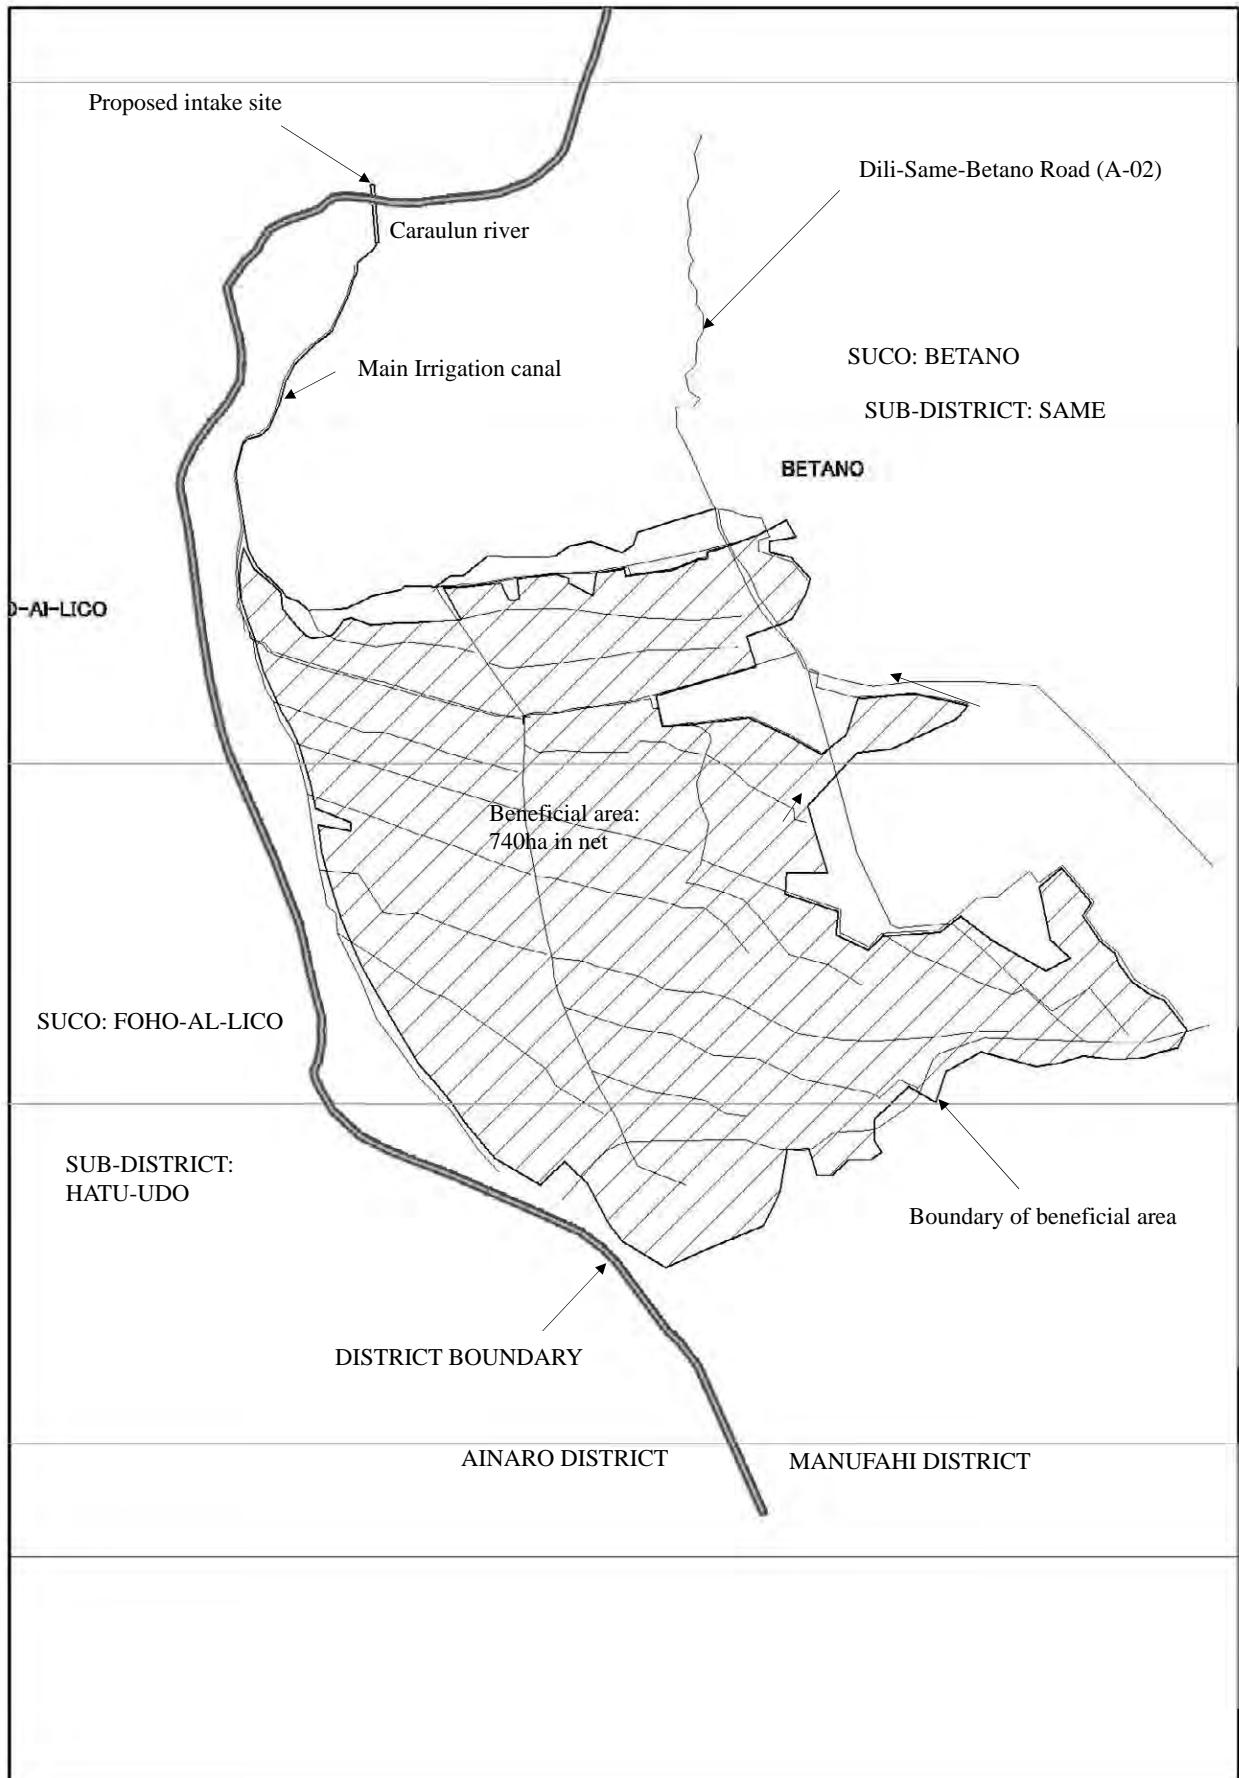 Proposed intake site
Dili-Same-Betano Road (A-02)
Caraulun river
SUCO: BETANO
Main Irrigation canal
SUB-DISTRICT: SAME
BETANO
O-AI-LICO
Beneficial area:
740ha in net
SUCO: FOHO-AL-LICO
SUB-DISTRICT:
HATU-UDO
Boundary of beneficial area
DISTRICT BOUNDARY
AINARO DISTRICT
MANUFAHI DISTRICT